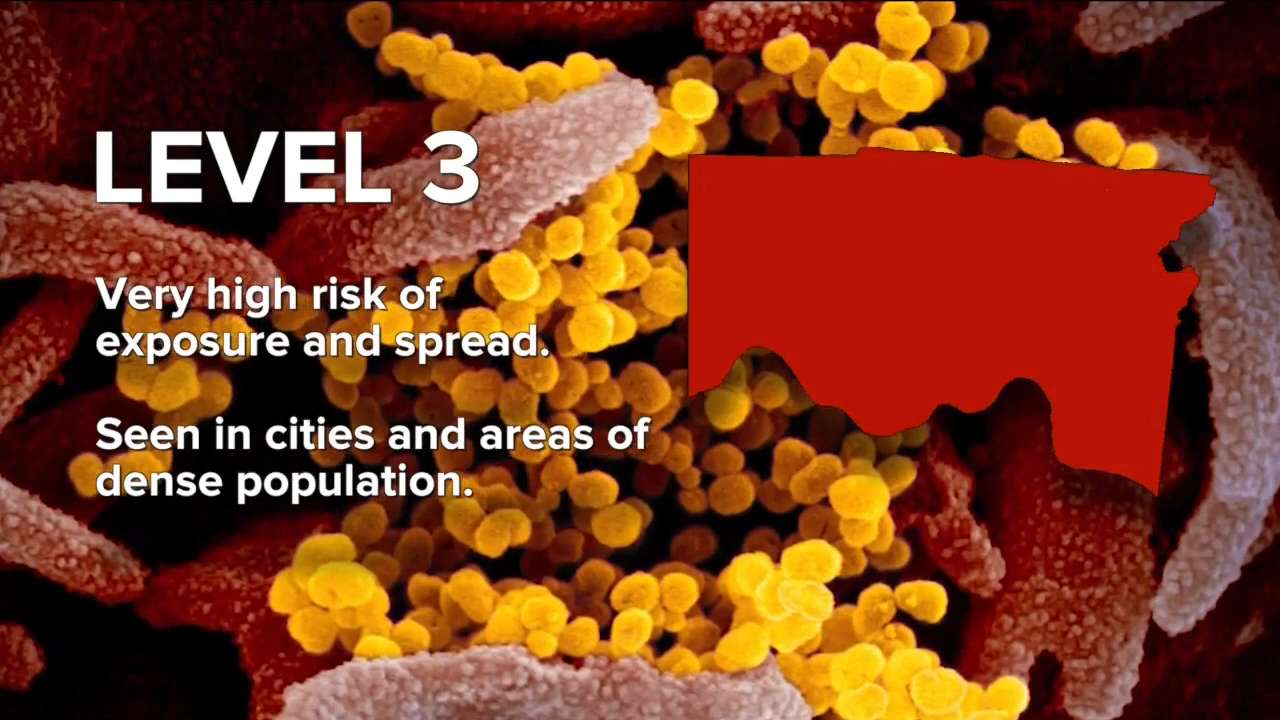 LEVEL 3
Very high risk of
exposure and spread.
Seen in cities and areas of
dense population.